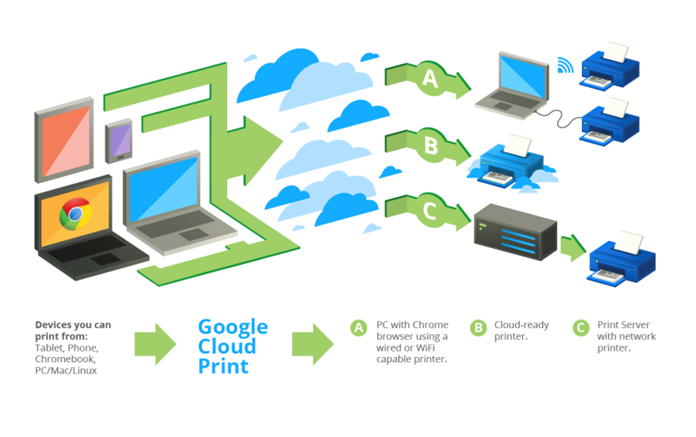 A
B
C
Devices you can
print from:
Tablet, Phone,
Chromebook,
PC/Mac/Linux
Google
Cloud
Print
A
PC with Chrome
browser using a
wired or WiFi
capable printer.
B
Cloud-ready
printer.
C
Print Server
with network
printer.